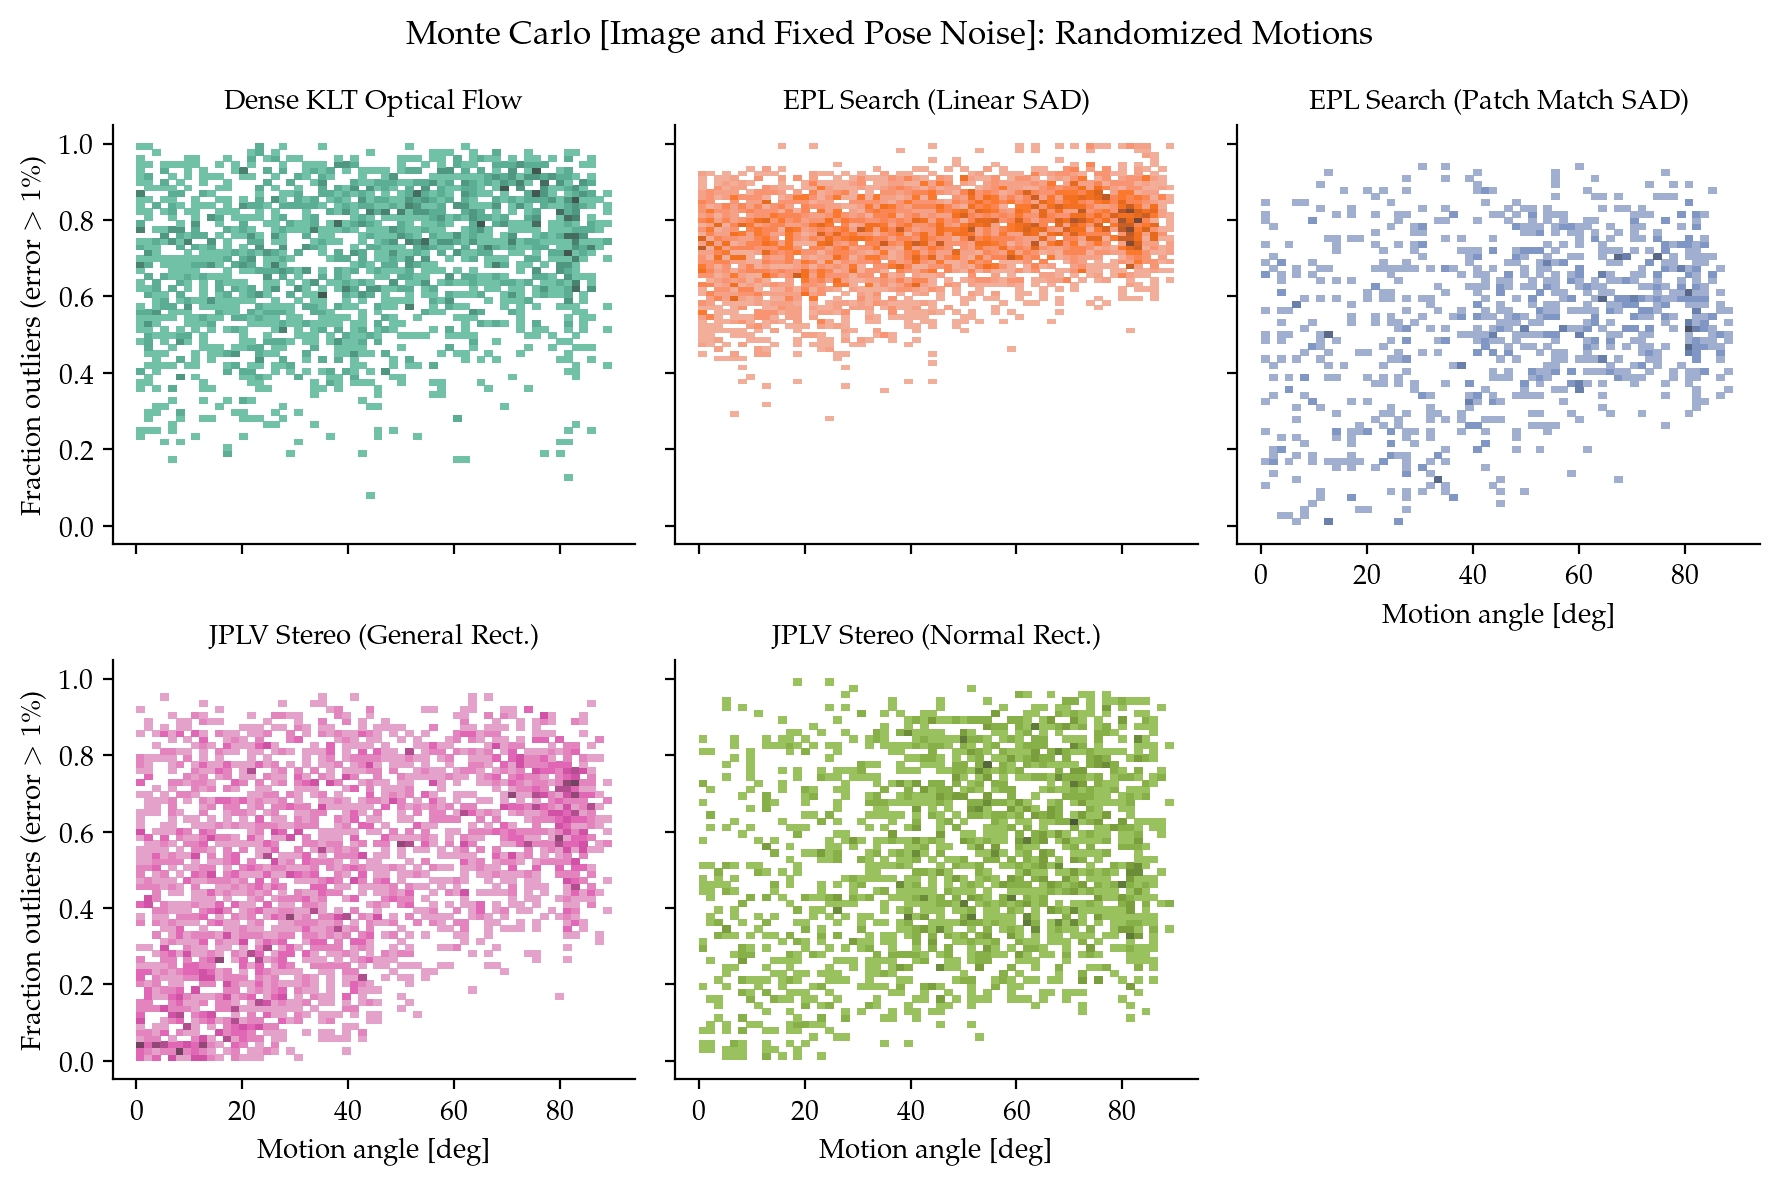 Monte Carlo [Image and Fixed Pose Noise]: Randomized Motions
Dense KLT Optical Flow
EPL Search (Linear SAD)
EPL Search (Patch Match SAD)
Fraction outliers (error > 1%)
1.0
0.8
0.6
0.4
0.2
0.0
0 20 40 60 80
Motion angle [deg]
JPLV Stereo (General Rect.)
JPLV Stereo (Normal Rect.)
Fraction outliers (error > 1%)
1.0
0.8
0.6
0.4
0.2
0.0
0 20 40 60 80
0 20 40 60 80
Motion angle [deg]
Motion angle [deg]